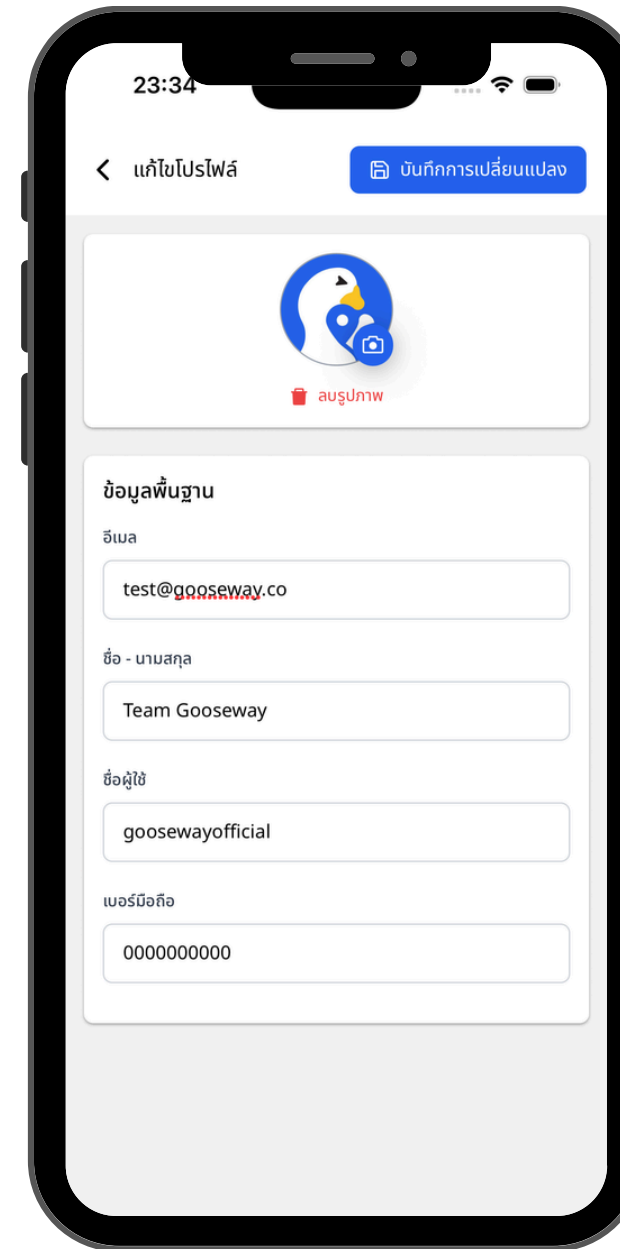 23:34
แก้ไขโปรไฟล์
บันทึกการเปลี่ยนแปลง
ลบรูปภาพ
ข้อมูลพื้นฐาน
อีเมล
test@gooseway.co
ชื่อ - นามสกุล
Team Gooseway
ชื่อผู้ใช้
goosewayofficial
เบอร์มือถือ
0000000000